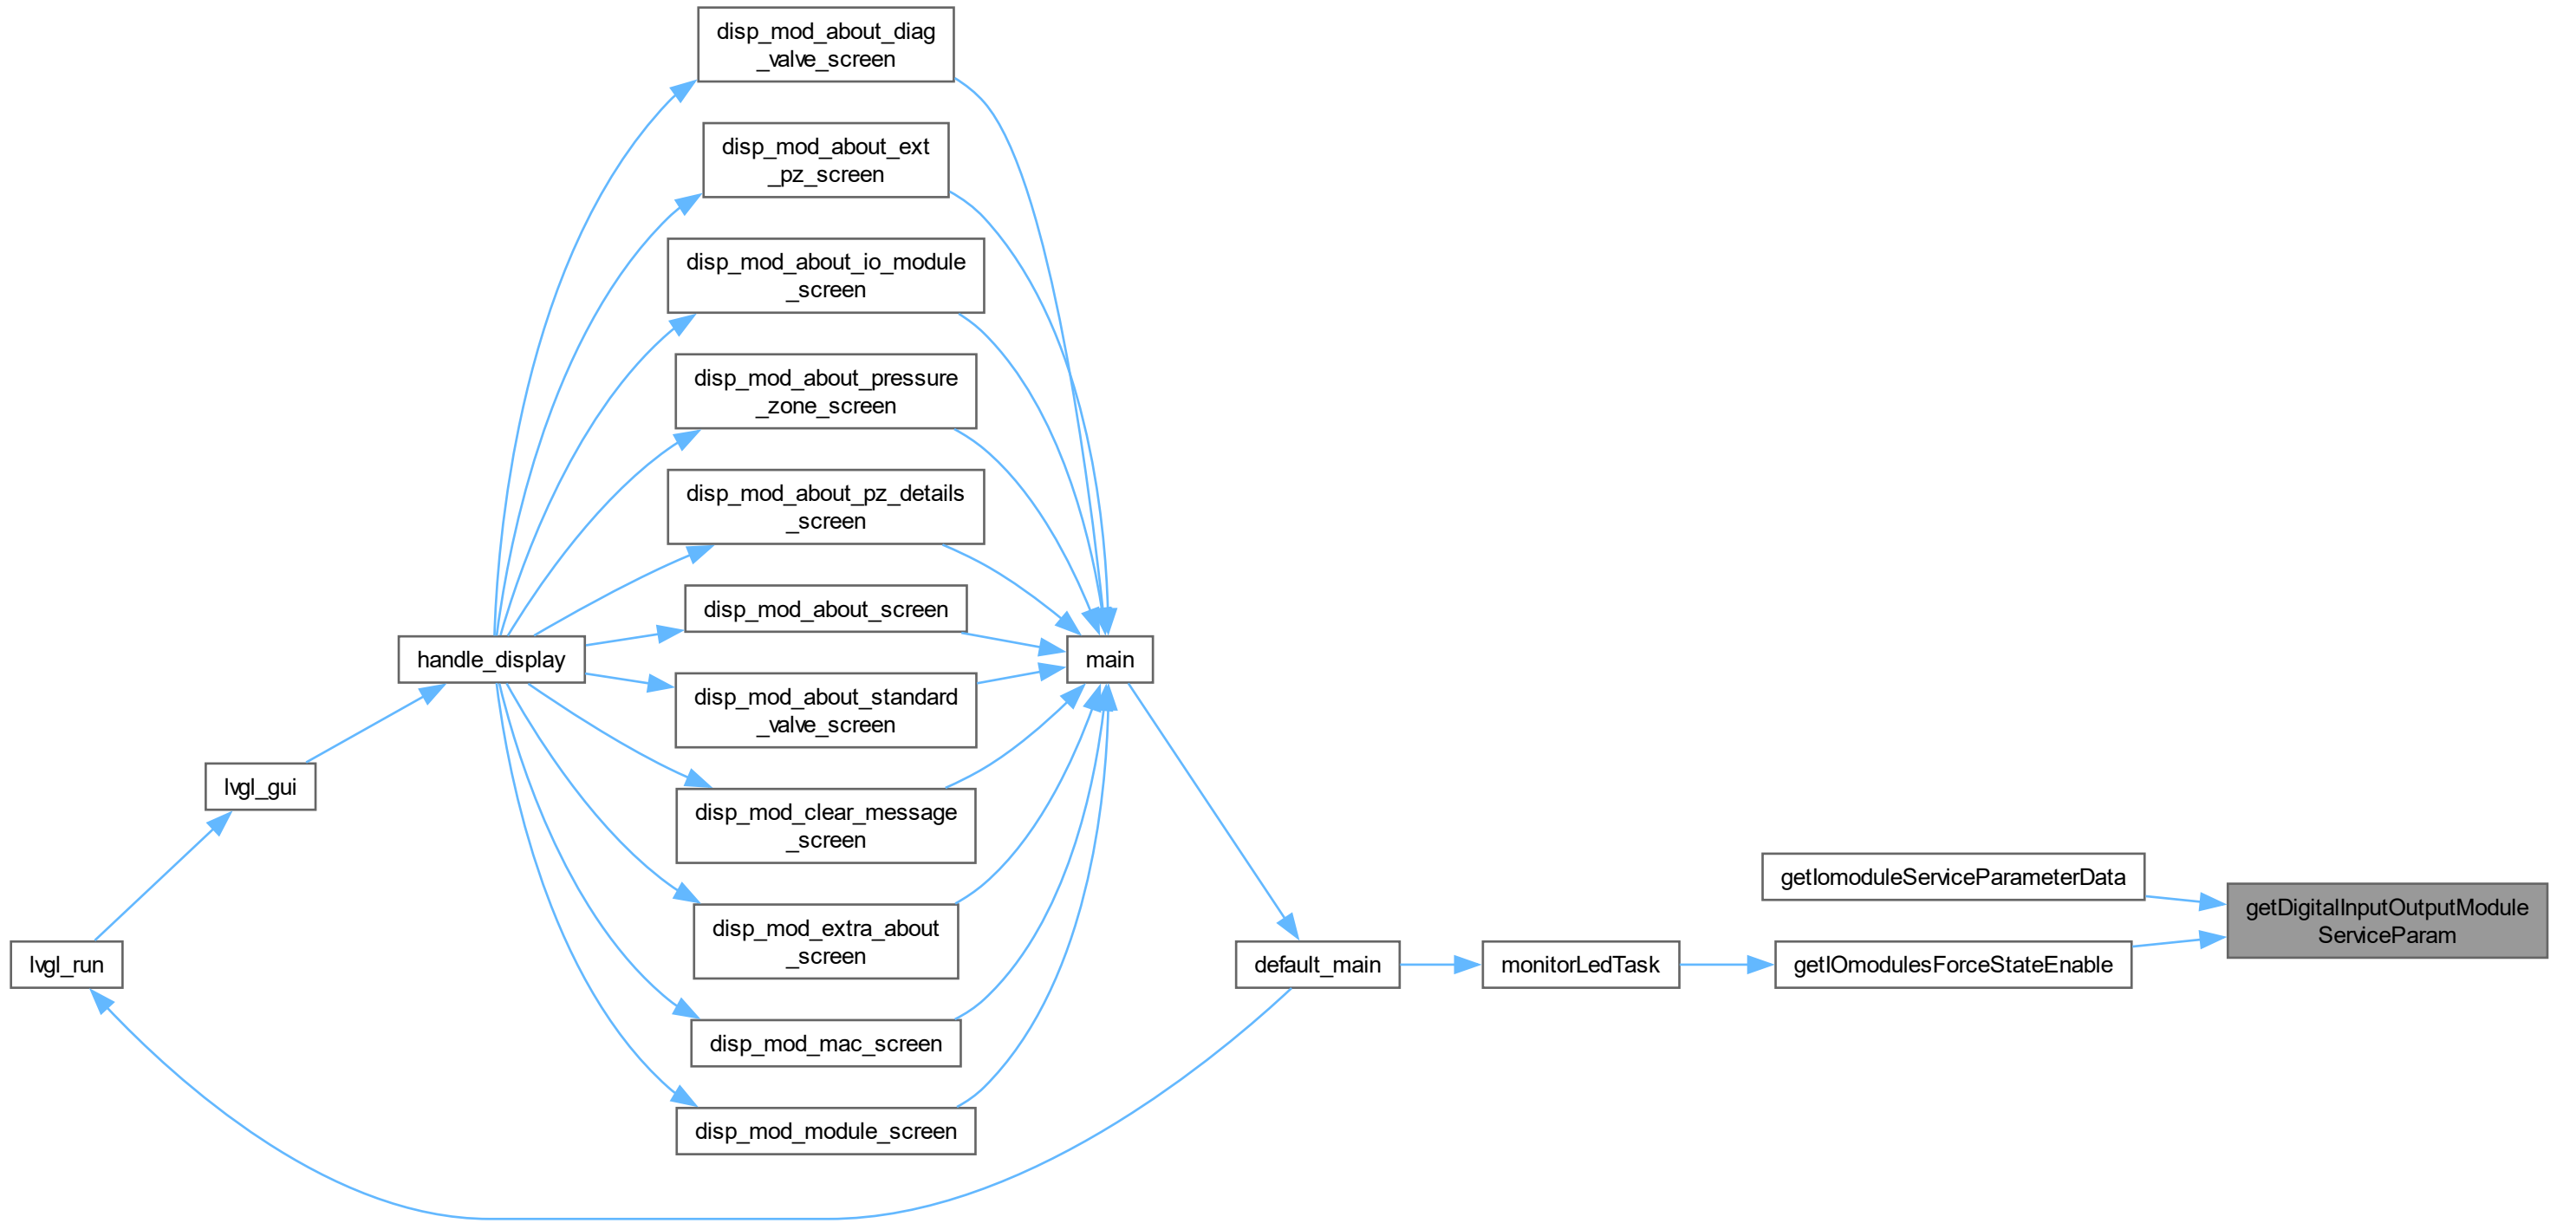 disp_mod_about_diag
_valve_screen
disp_mod_about_ext
_pz_screen
disp_mod_about_io_module
_screen
disp_mod_about_pressure
_zone_screen
disp_mod_about_pz_details
_screen
disp_mod_about_screen
handle_display
main
disp_mod_about_standard
_valve_screen
lvgl_gui
disp_mod_clear_message
_screen
getIomoduleServiceParameterData
getDigitalInputOutputModule
ServiceParam
disp_mod_extra_about
_screen
lvgl_run
default_main
monitorLedTask
getIOmodulesForceStateEnable
disp_mod_mac_screen
disp_mod_module_screen